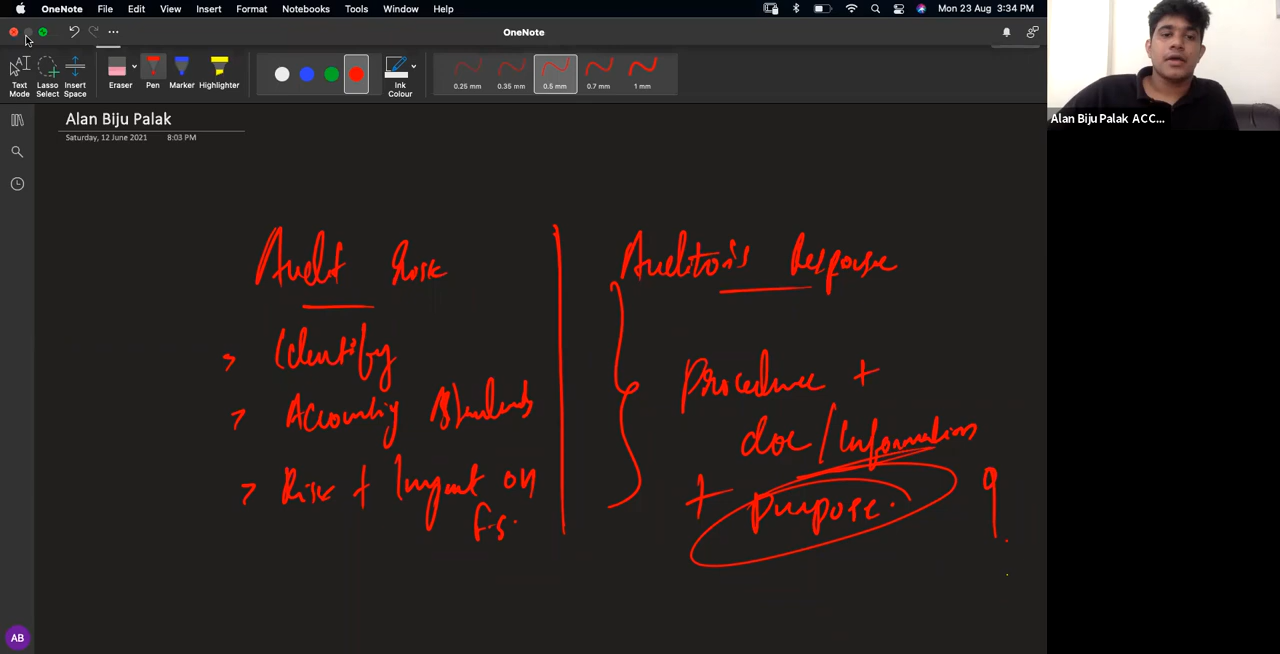 OneNote File Edit View Insert Format Notebooks Tools Window Help Mon 23 Aug 3:34 PM
OneNote
Text Mode
Lasso Select
Insert Space
Eraser
Pen
Marker
Highlighter
Ink Colour
0.25 mm
0.35 mm
0.5 mm
0.7 mm
1 mm
Alan Biju Palak ACC...
Alan Biju Palak
Saturday, 12 June 2021 8:03 PM
Audit Risk
> Identify
> Accounting Standards
> Risk + Impact on
f.s.
Auditor's Response
Procedure +
doc / Information
+ purpose.
AB